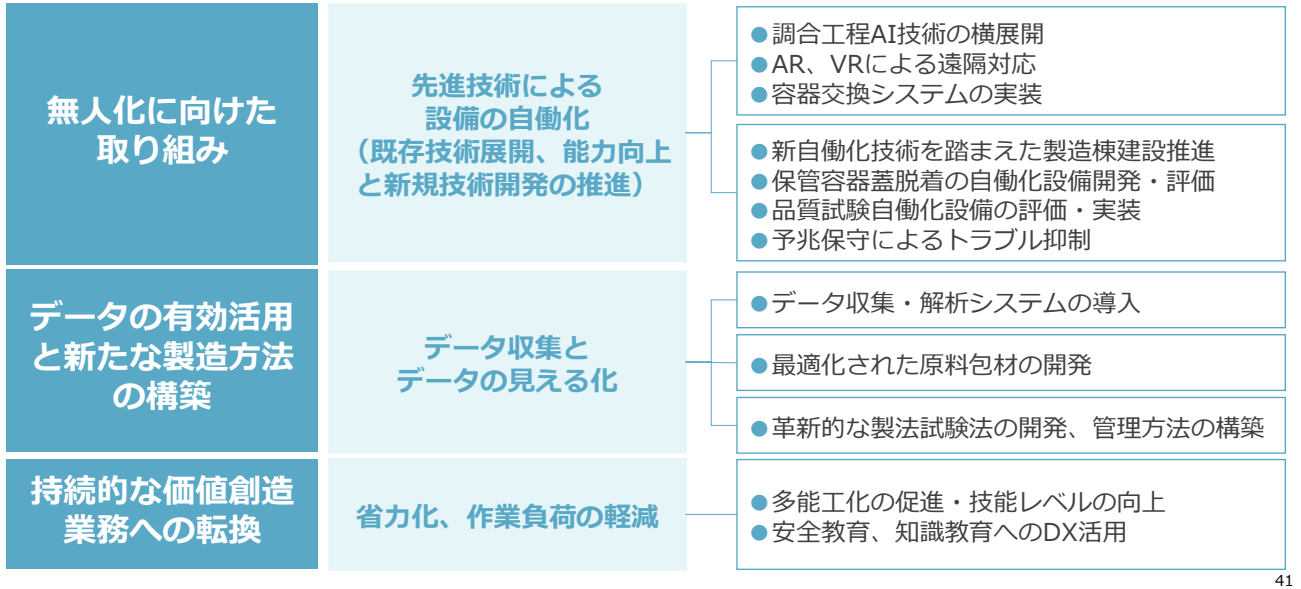 無人化に向けた
取り組み
先進技術による
設備の自働化
（既存技術展開、能力向上
と新規技術開発の推進）
●調合工程AI技術の横展開
●AR、VRによる遠隔対応
●容器交換システムの実装
●新自働化技術を踏まえた製造棟建設推進
●保管容器蓋脱着の自働化設備開発・評価
●品質試験自働化設備の評価・実装
●予兆保守によるトラブル抑制
データの有効活用
と新たな製造方法
の構築
データ収集と
データの見える化
●データ収集・解析システムの導入
●最適化された原料包材の開発
●革新的な製法試験法の開発、管理方法の構築
持続的な価値創造
業務への転換
省力化、作業負荷の軽減
●多能工化の促進・技能レベルの向上
●安全教育、知識教育へのDX活用
41